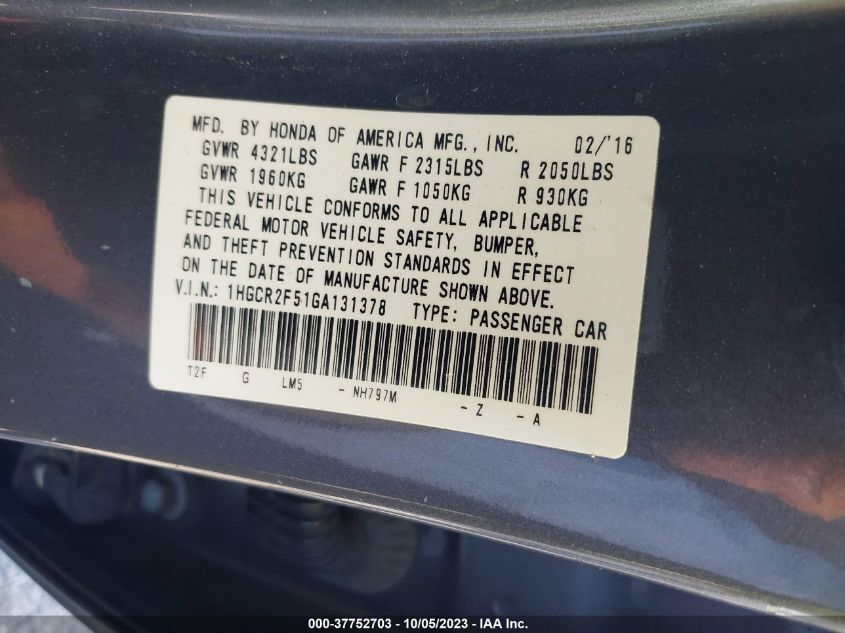 MFD. BY HONDA OF AMERICA MFG., INC. 02/'16
GVWR 4321LBS GAWR F 2315LBS R 2050LBS
GVWR 1960KG GAWR F 1050KG R 930KG
THIS VEHICLE CONFORMS TO ALL APPLICABLE
FEDERAL MOTOR VEHICLE SAFETY, BUMPER,
AND THEFT PREVENTION STANDARDS IN EFFECT
ON THE DATE OF MANUFACTURE SHOWN ABOVE.
V.I.N.: 1HGCR2F51GA131378 TYPE: PASSENGER CAR
T2F G LM5 - NH797M - Z - A
000-37752703 - 10/05/2023 - IAA Inc.